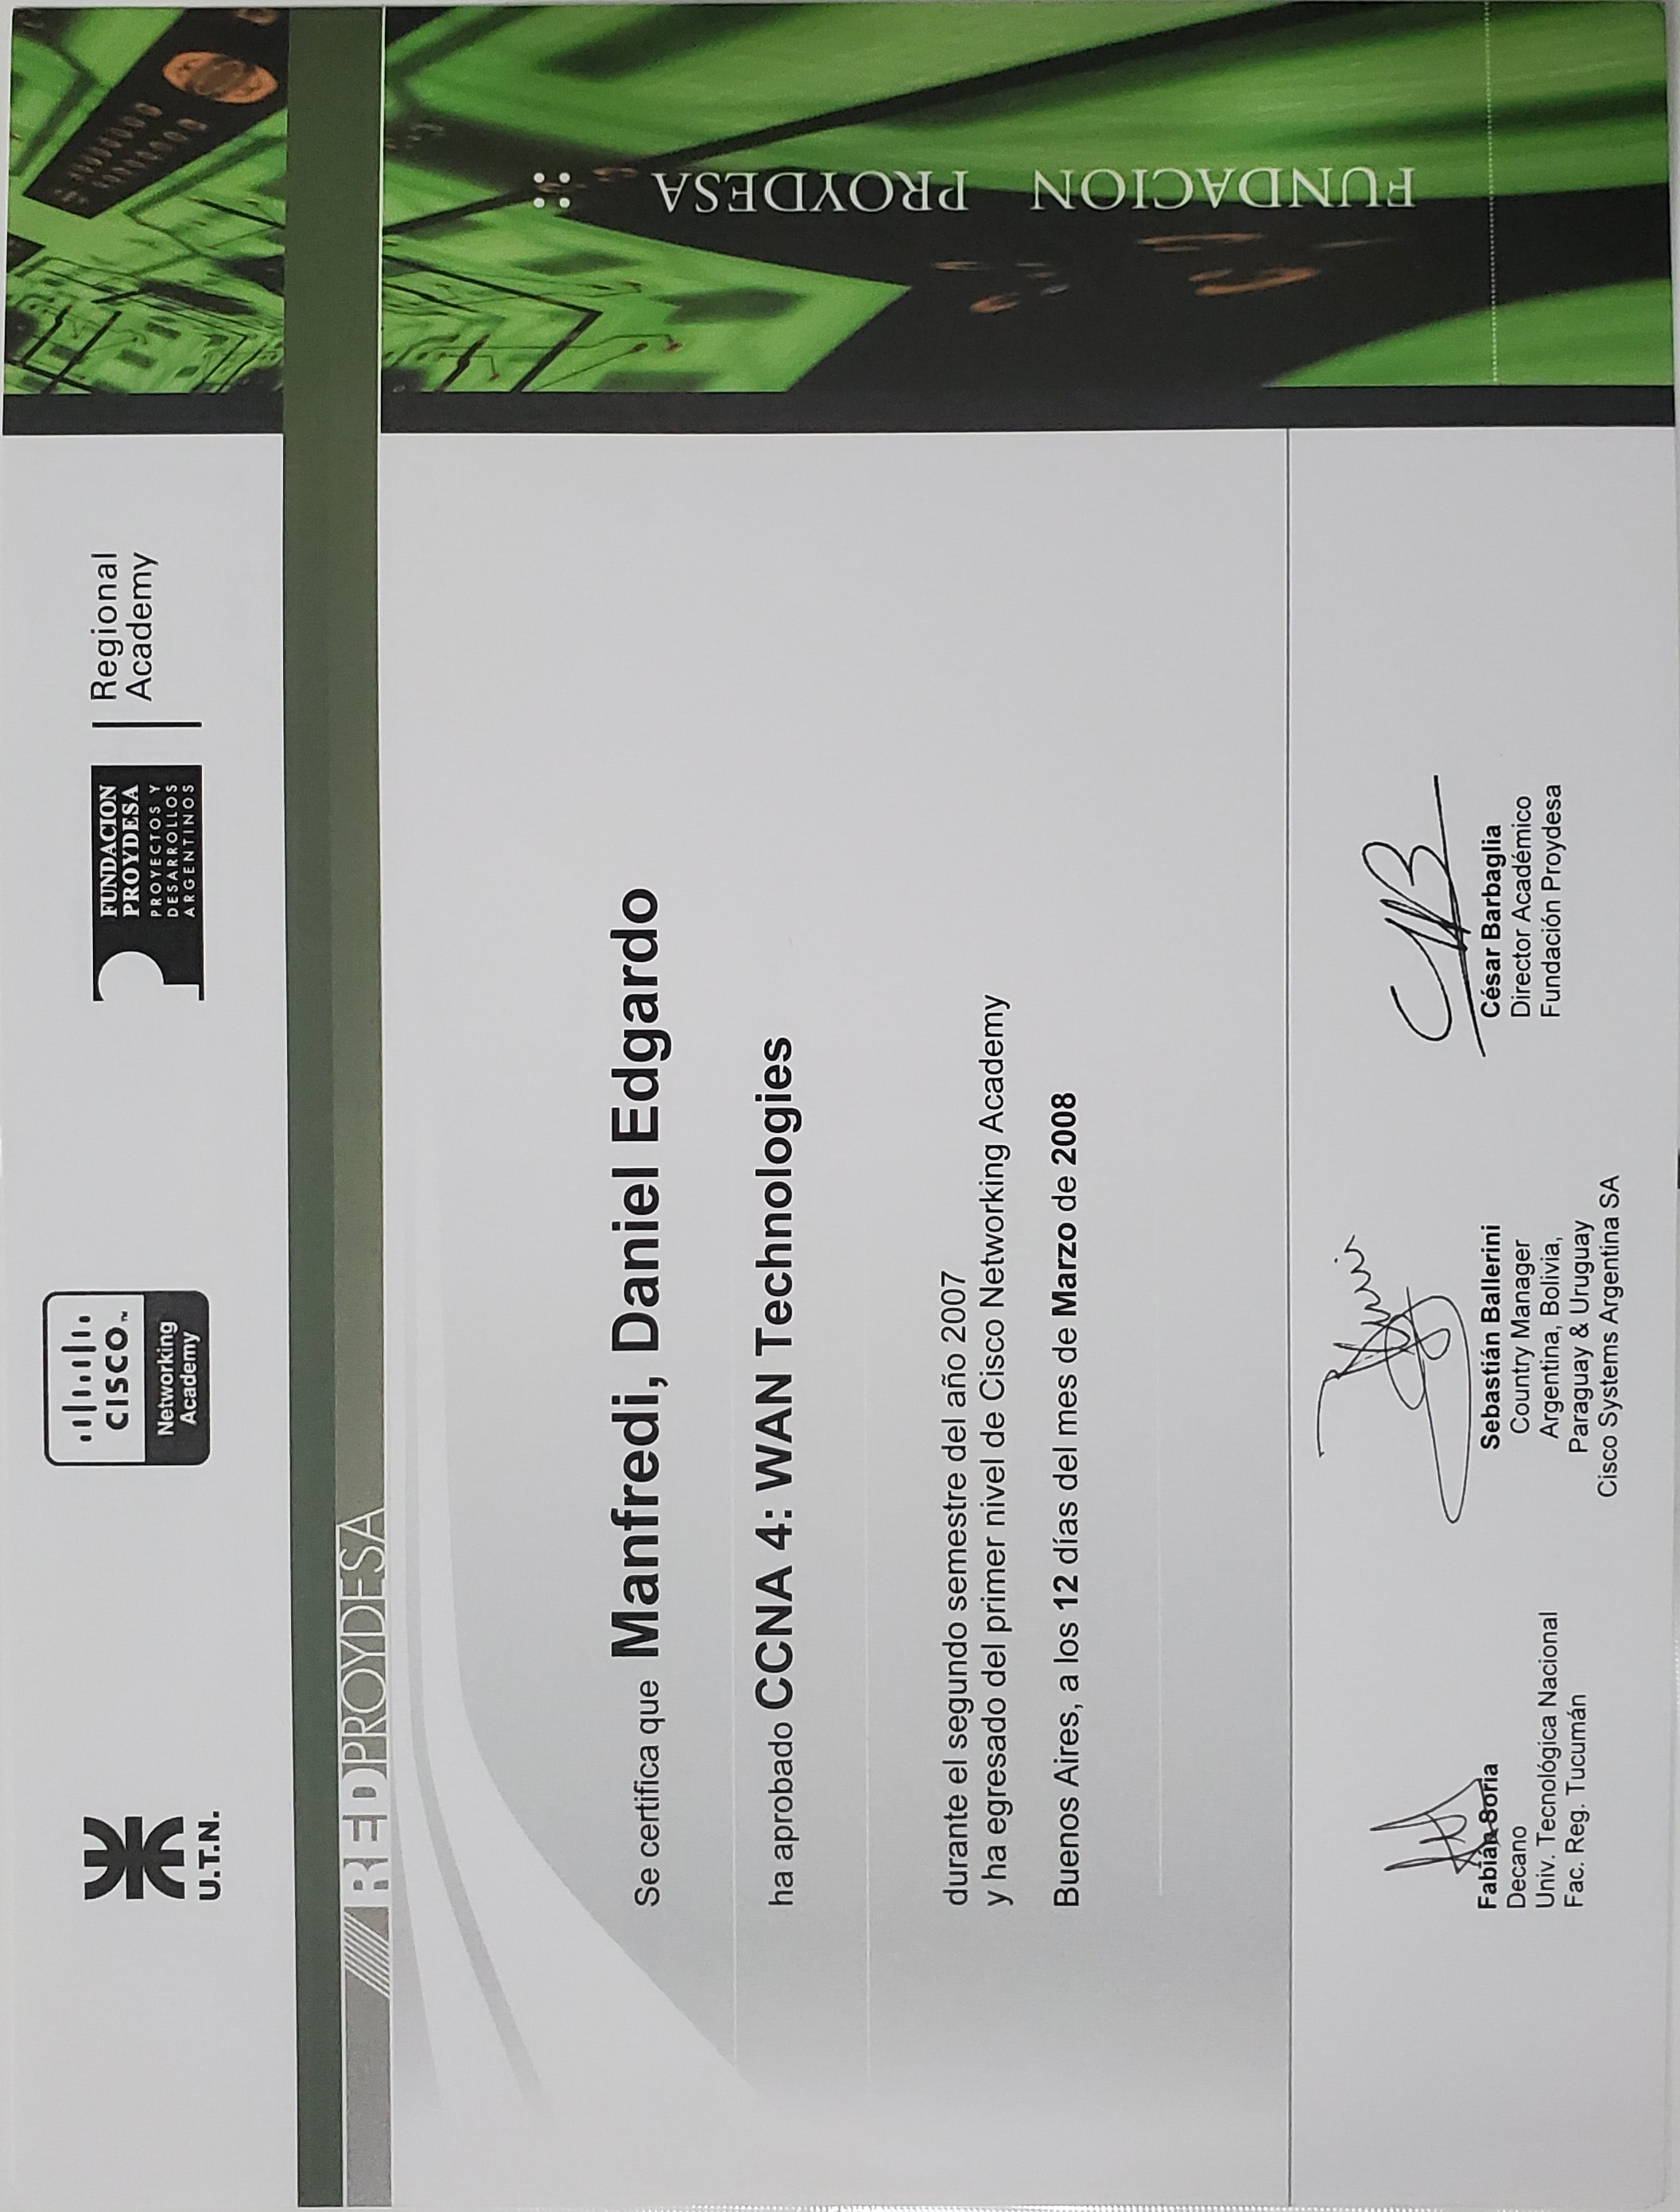 U.T.N.
CISCO™
Networking
Academy
FUNDACION
PROYDESA
PROYECTOS Y
DESARROLLOS
ARGENTINOS
Regional
Academy
REDPROYDESA
Se certifica que Manfredi, Daniel Edgardo
ha aprobado CCNA 4: WAN Technologies
durante el segundo semestre del año 2007
y ha egresado del primer nivel de Cisco Networking Academy
Buenos Aires, a los 12 días del mes de Marzo de 2008
Fabián Soria
Decano
Univ. Tecnológica Nacional
Fac. Reg. Tucumán
Sebastián Ballerini
Country Manager
Argentina, Bolivia,
Paraguay & Uruguay
Cisco Systems Argentina SA
César Barbaglia
Director Académico
Fundación Proydesa
FUNDACION PROYDESA